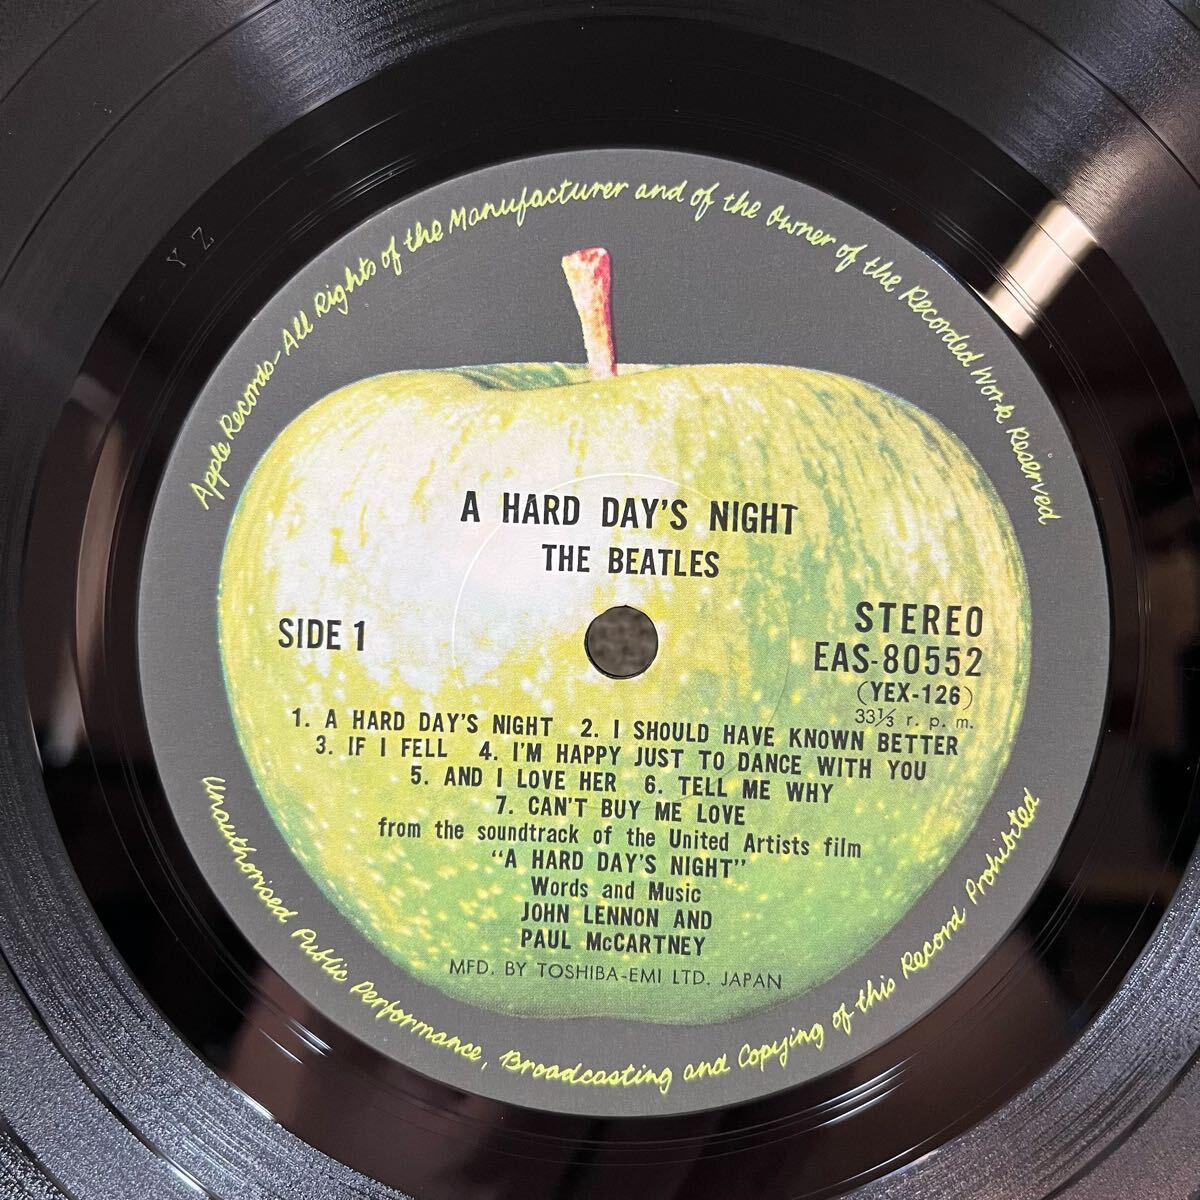 Apple Records-All Rights of the Manufacturer and of the Owner of the Recorded Work Reserved
Y Z
A HARD DAY'S NIGHT
THE BEATLES
SIDE 1
STEREO
EAS-80552
(YEX-126)
33⅓ r. p. m.
1. A HARD DAY'S NIGHT 2. I SHOULD HAVE KNOWN BETTER
3. IF I FELL 4. I'M HAPPY JUST TO DANCE WITH YOU
5. AND I LOVE HER 6. TELL ME WHY
7. CAN'T BUY ME LOVE
from the soundtrack of the United Artists film
"A HARD DAY'S NIGHT"
Words and Music
JOHN LENNON AND
PAUL McCARTNEY
MFD. BY TOSHIBA-EMI LTD. JAPAN
Unauthorised Public Performance, Broadcasting and Copying of this Record Prohibited